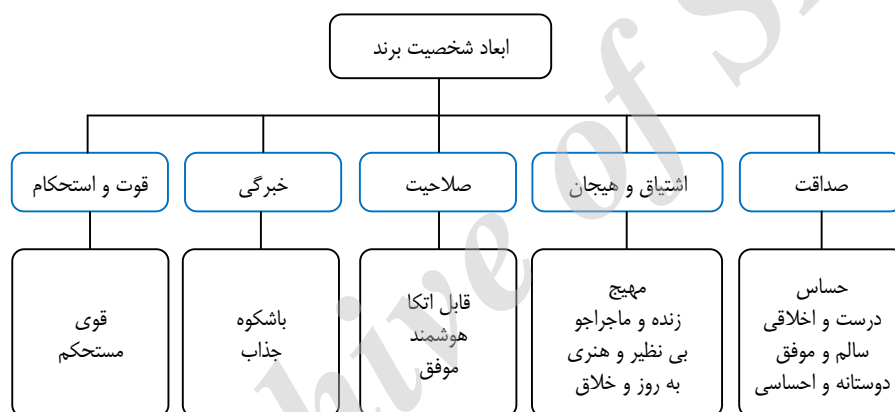 ابعاد شخصیت برند
صداقت
اشتیاق و هیجان
صلاحیت
خبرگی
قوت و استحکام
حساس
درست و اخلاقی
سالم و موفق
دوستانه و احساسی
مهیج
زنده و ماجراجو
بی نظیر و هنری
به روز و خلاق
قابل اتکا
هوشمند
موفق
باشکوه
جذاب
قوی
مستحکم